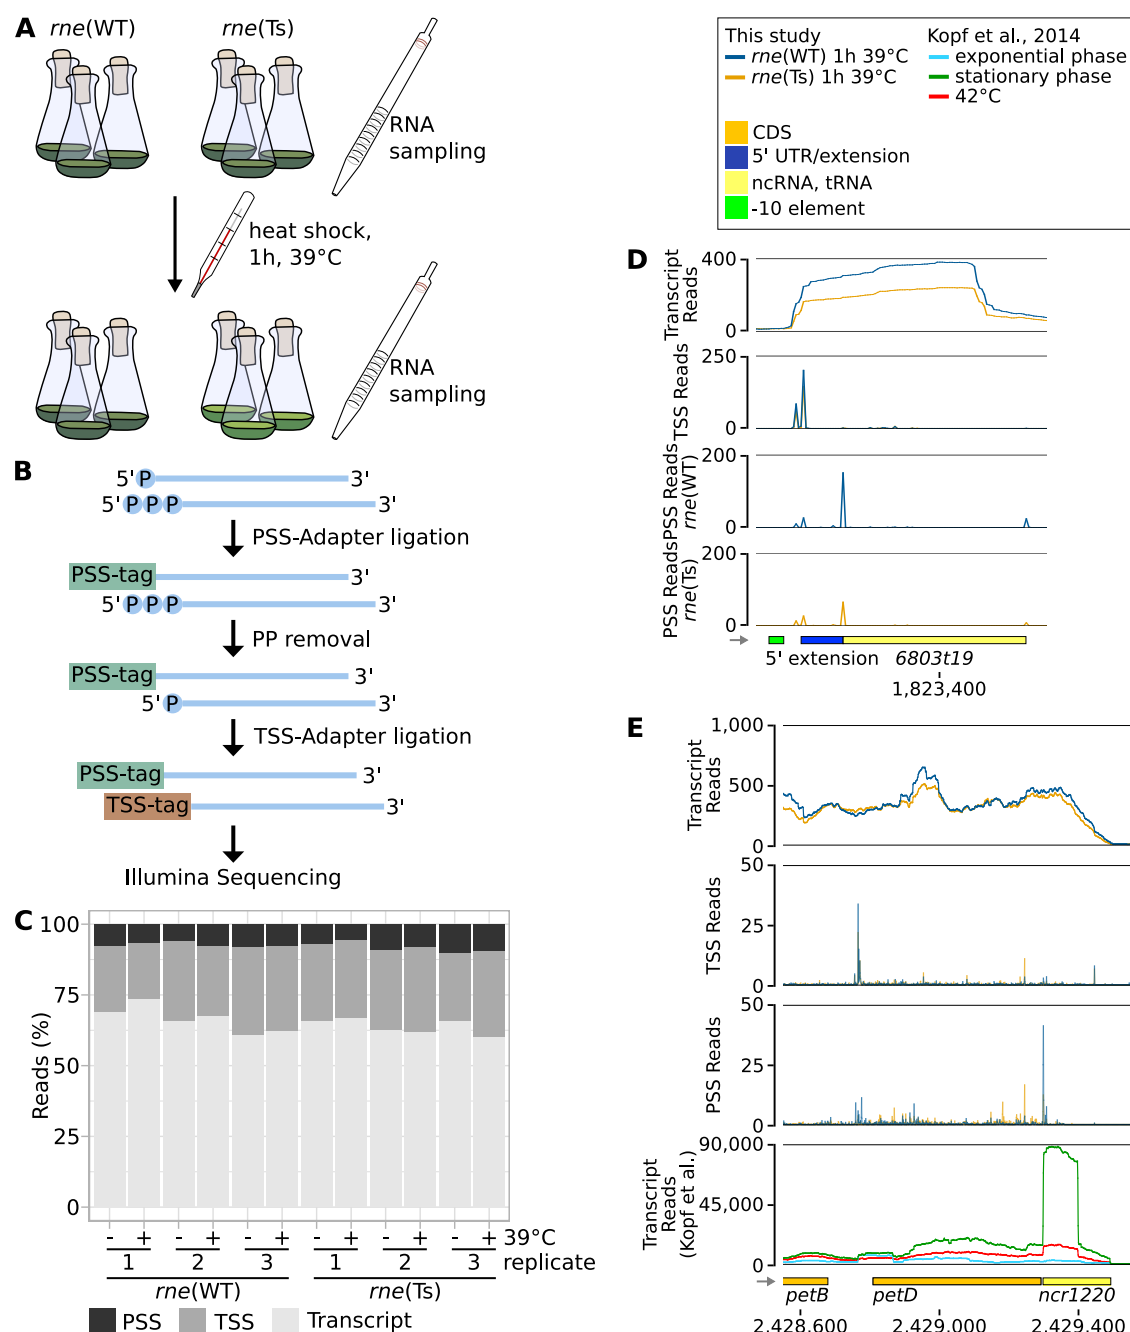 A
rne(WT)
rne(Ts)
RNA
sampling
heat shock,
1h, 39°C
RNA
sampling
B
5' P 3'
5' P P P 3'
PSS-Adapter ligation
PSS-tag 3'
5' P P P 3'
PP removal
PSS-tag 3'
5' P 3'
TSS-Adapter ligation
PSS-tag 3'
TSS-tag 3'
Illumina Sequencing
C
Reads (%)
100
75
50
25
0
- + - + - + - + - + - + 39°C
1 2 3 1 2 3 replicate
rne(WT) rne(Ts)
PSS TSS Transcript
This study
rne(WT) 1h 39°C
rne(Ts) 1h 39°C
Kopf et al., 2014
exponential phase
stationary phase
42°C
CDS
5' UTR/extension
ncRNA, tRNA
-10 element
D
Transcript
Reads
400
200
0
TSS Reads
250
0
PSS Reads
rne(WT)
200
0
PSS Reads
rne(Ts)
200
0
5' extension 6803t19
1,823,400
E
Transcript
Reads
1,000
500
0
TSS Reads
50
25
0
PSS Reads
50
25
0
Transcript
Reads
(Kopf et al.)
90,000
45,000
0
petB petD ncr1220
2,428,600 2,429,000 2,429,400